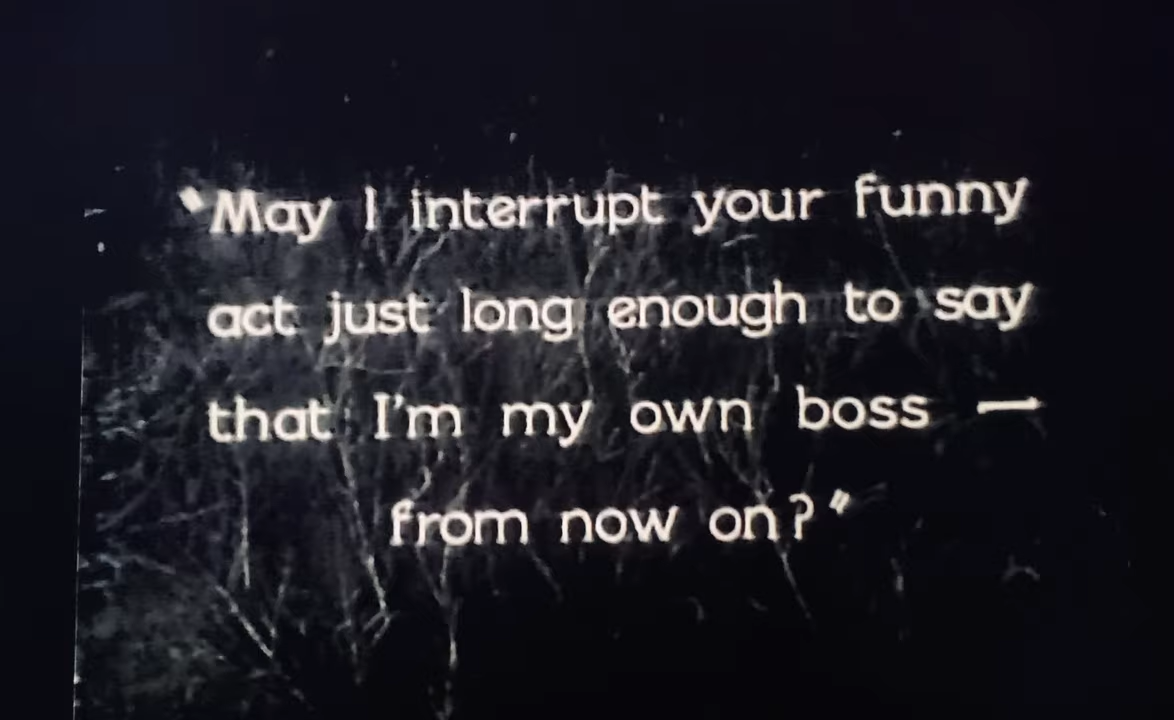 "May I interrupt your funny
act just long enough to say
that I'm my own boss —
from now on?"